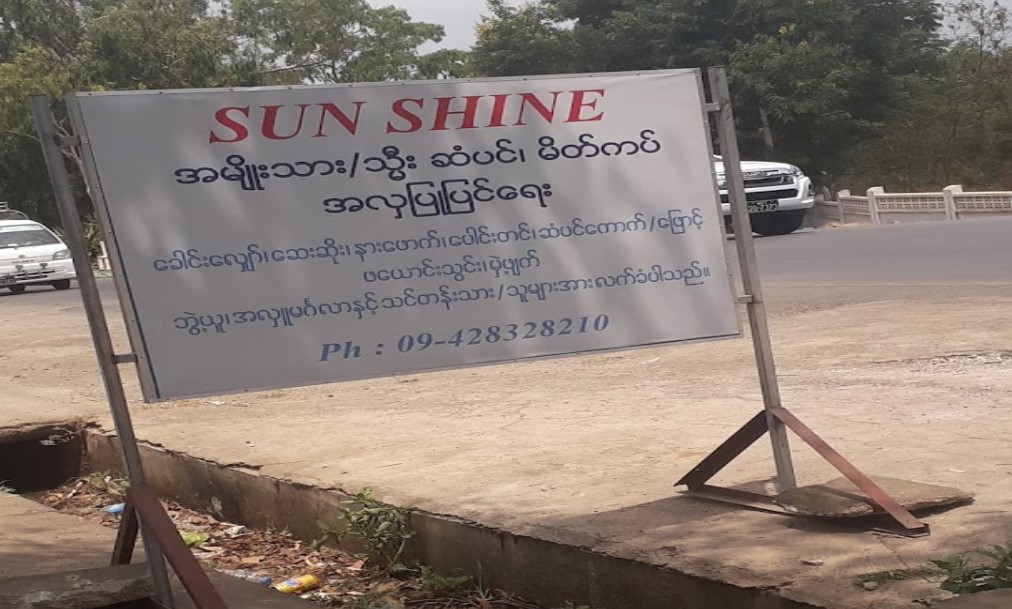 SUN SHINE
အမျိုးသား/သ္မီး ဆံပင်၊ မိတ်ကပ်
အလှပြုပြင်ရေး
ခေါင်းလျှော်၊ဆေးဆိုး၊နားဖောက်၊ပေါင်းတင်၊ဆံပင်ကောက်/ဖြောင့်
ဖယောင်းသွင်း၊မှဲ့ဖျက်
ဘွဲ့ယူ၊အလှူမင်္ဂလာနှင့်သင်တန်းသား/သူများအားလက်ခံပါသည်။
Ph : 09-428328210